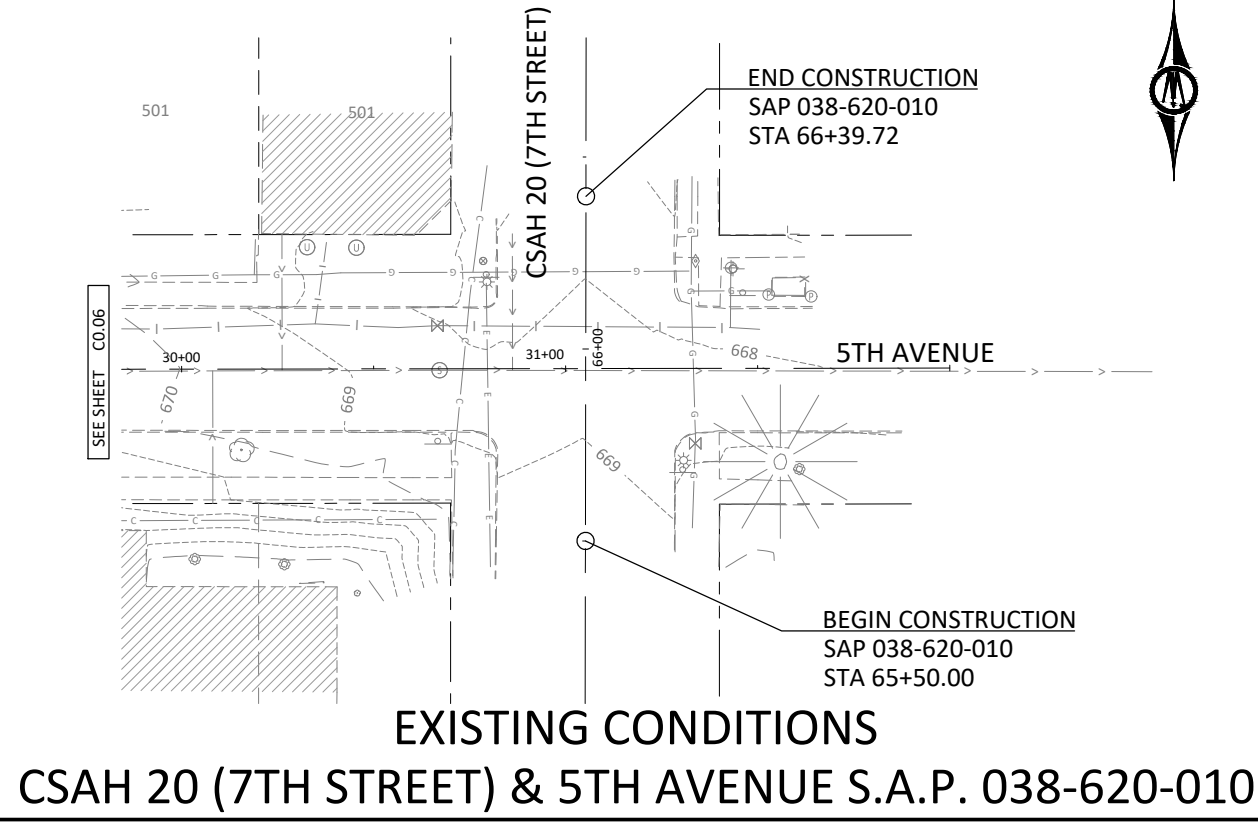 CSAH 20 (7TH STREET)
END CONSTRUCTION
SAP 038-620-010
STA 66+39.72
501
501
SEE SHEET C0.06
30+00
31+00
66+00
5TH AVENUE
668
670
669
669
U
U
S
P
P
G
G
G
G
G
G
G
G
G
G
G
G
C
C
C
C
C
C
C
C
C
E
E
E
E
BEGIN CONSTRUCTION
SAP 038-620-010
STA 65+50.00
EXISTING CONDITIONS
CSAH 20 (7TH STREET) & 5TH AVENUE S.A.P. 038-620-010